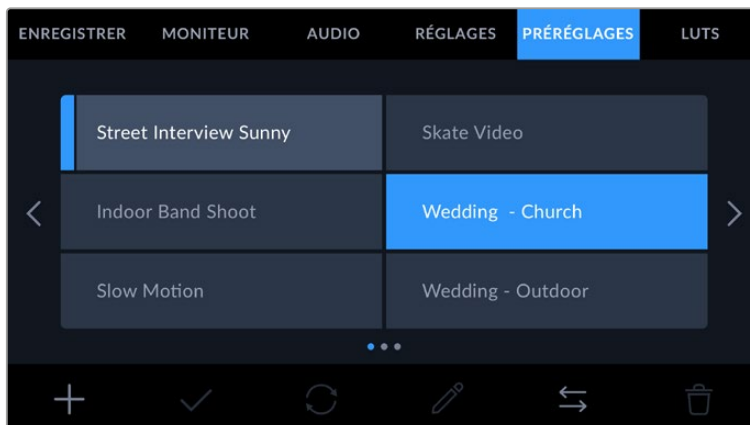 ENREGISTRER MONITEUR AUDIO RÉGLAGES PRÉRÉGLAGES LUTS
Street Interview Sunny Skate Video
Indoor Band Shoot Wedding - Church
Slow Motion Wedding - Outdoor